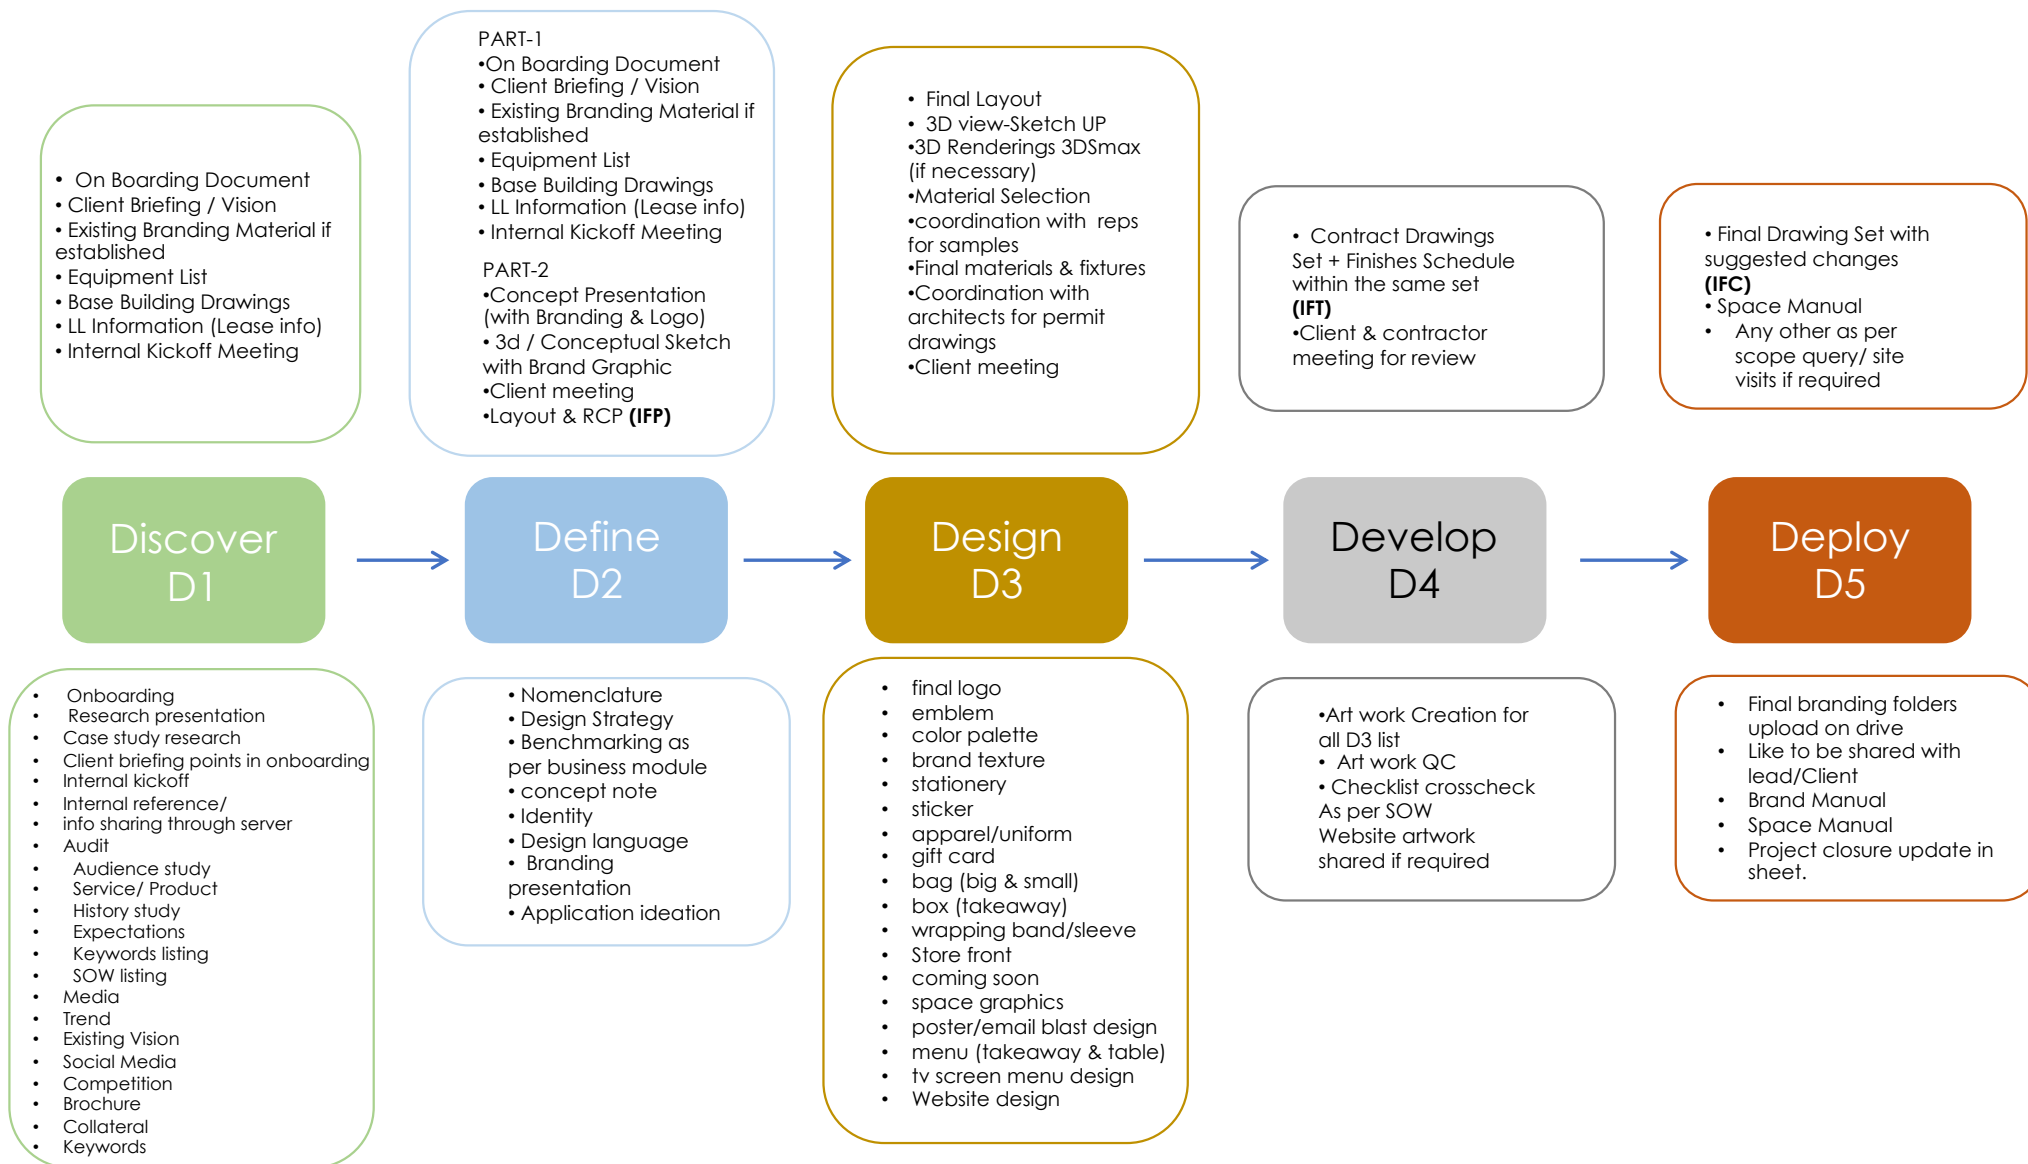 • On Boarding Document
• Client Briefing / Vision
• Existing Branding Material if
established
• Equipment List
• Base Building Drawings
• LL Information (Lease info)
• Internal Kickoff Meeting
PART-1
•On Boarding Document
• Client Briefing / Vision
• Existing Branding Material if
established
• Equipment List
• Base Building Drawings
• LL Information (Lease info)
• Internal Kickoff Meeting
PART-2
•Concept Presentation
(with Branding & Logo)
• 3d / Conceptual Sketch
with Brand Graphic
•Client meeting
•Layout & RCP (IFP)
• Final Layout
• 3D view-Sketch UP
•3D Renderings 3DSmax
(if necessary)
•Material Selection
•coordination with reps
for samples
•Final materials & fixtures
•Coordination with
architects for permit
drawings
•Client meeting
• Contract Drawings
Set + Finishes Schedule
within the same set
(IFT)
•Client & contractor
meeting for review
• Final Drawing Set with
suggested changes
(IFC)
• Space Manual
• Any other as per
scope query/ site
visits if required
Discover
D1
Define
D2
Design
D3
Develop
D4
Deploy
D5
• Onboarding
• Research presentation
• Case study research
• Client briefing points in onboarding
• Internal kickoff
• Internal reference/
• info sharing through server
• Audit
• Audience study
• Service/ Product
• History study
• Expectations
• Keywords listing
• SOW listing
• Media
• Trend
• Existing Vision
• Social Media
• Competition
• Brochure
• Collateral
• Keywords
• Nomenclature
• Design Strategy
• Benchmarking as
per business module
• concept note
• Identity
• Design language
• Branding
presentation
• Application ideation
• final logo
• emblem
• color palette
• brand texture
• stationery
• sticker
• apparel/uniform
• gift card
• bag (big & small)
• box (takeaway)
• wrapping band/sleeve
• Store front
• coming soon
• space graphics
• poster/email blast design
• menu (takeaway & table)
• tv screen menu design
• Website design
•Art work Creation for
all D3 list
• Art work QC
• Checklist crosscheck
As per SOW
Website artwork
shared if required
• Final branding folders
upload on drive
• Like to be shared with
lead/Client
• Brand Manual
• Space Manual
• Project closure update in
sheet.